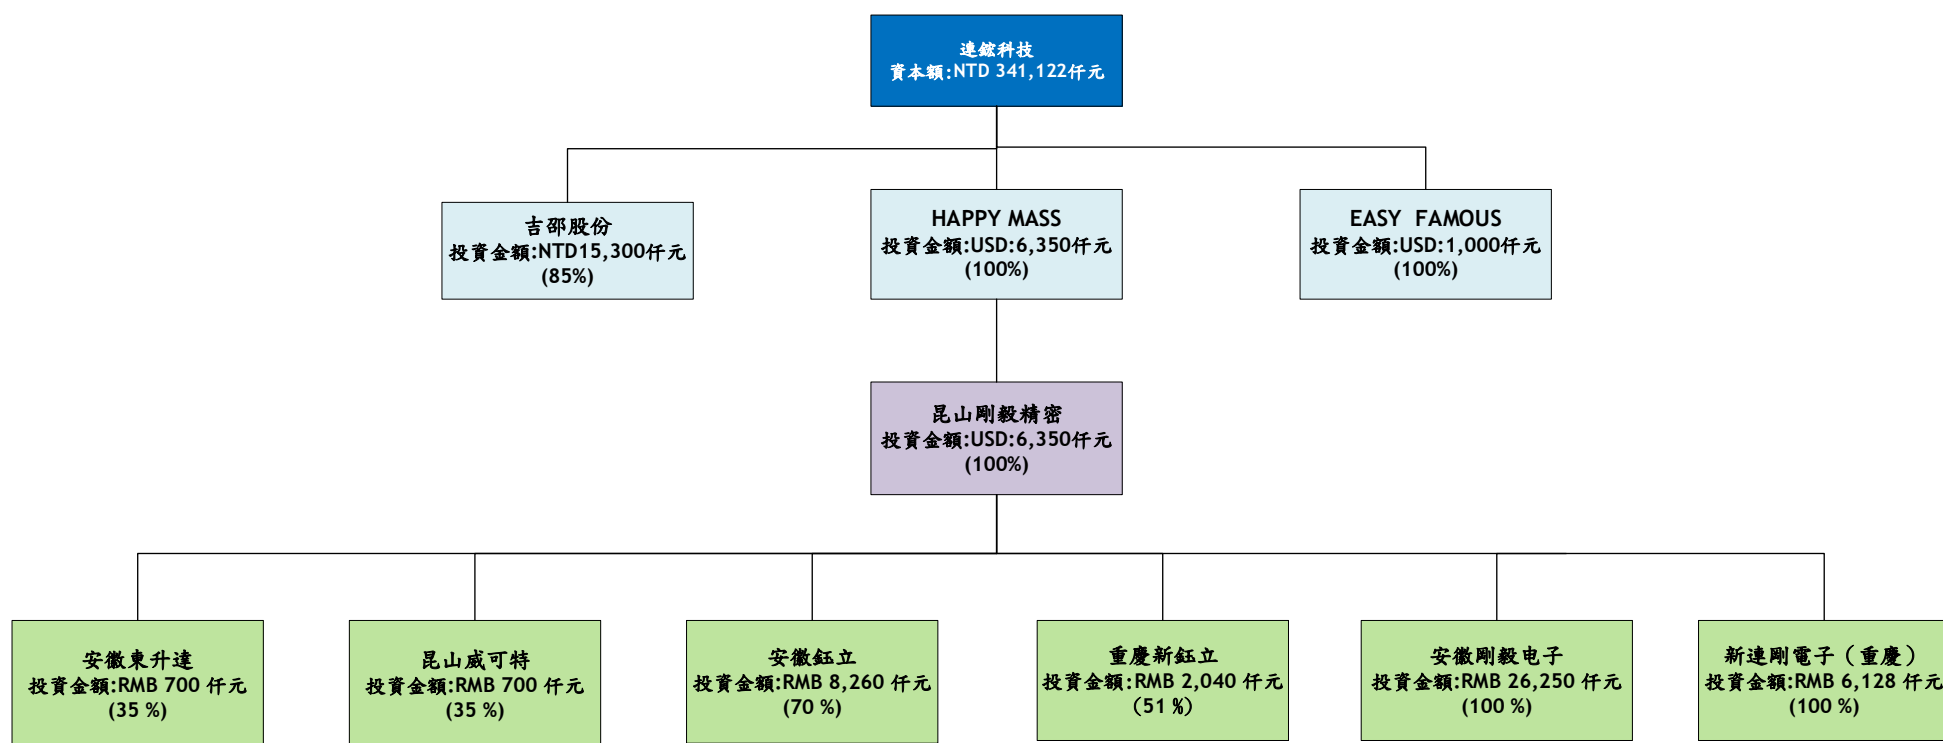 連鋐科技
資本額:NTD 341,122仟元
吉邵股份
投資金額:NTD15,300仟元
(85%)
HAPPY MASS
投資金額:USD:6,350仟元
(100%)
EASY FAMOUS
投資金額:USD:1,000仟元
(100%)
昆山剛毅精密
投資金額:USD:6,350仟元
(100%)
安徽東升達
投資金額:RMB 700 仟元
(35 %)
昆山威可特
投資金額:RMB 700 仟元
(35 %)
安徽鈺立
投資金額:RMB 8,260 仟元
(70 %)
重慶新鈺立
投資金額:RMB 2,040 仟元
(51 %)
安徽剛毅电子
投資金額:RMB 26,250 仟元
(100 %)
新連剛電子（重慶）
投資金額:RMB 6,128 仟元
(100 %)